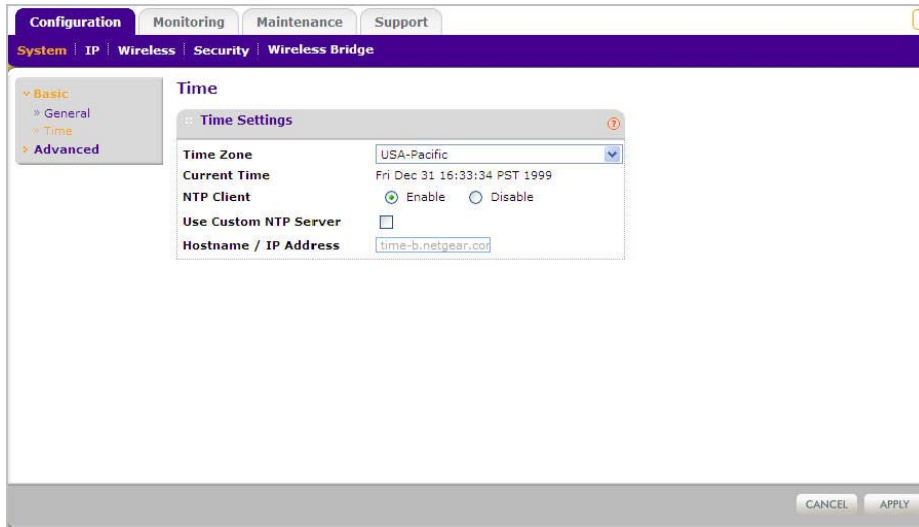 Configuration Monitoring Maintenance Support
System IP Wireless Security Wireless Bridge
Basic
General
Time
Advanced
Time
Time Settings ?
Time Zone USA-Pacific
Current Time Fri Dec 31 16:33:34 PST 1999
NTP Client Enable Disable
Use Custom NTP Server
Hostname / IP Address time-b.netgear.cor
CANCEL APPLY